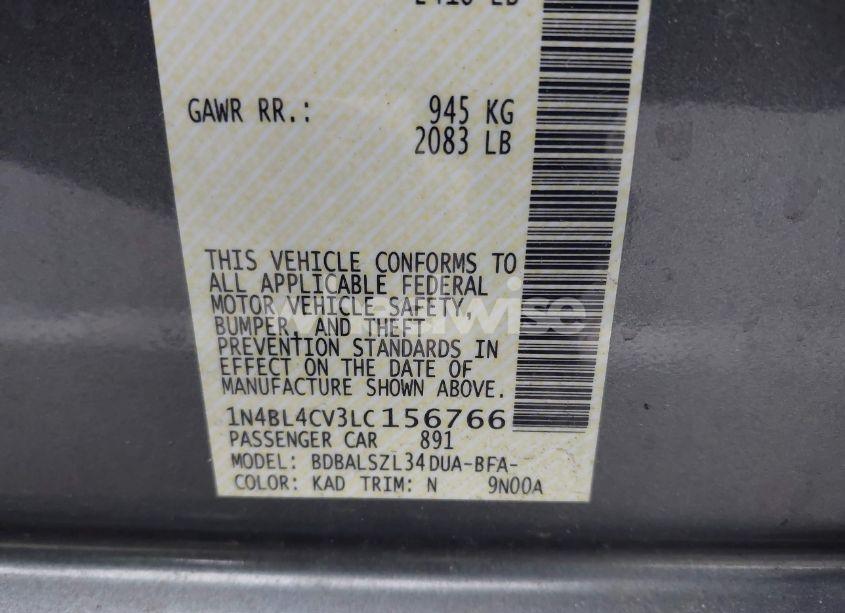 GAWR RR.: 945 KG
2083 LB
THIS VEHICLE CONFORMS TO
ALL APPLICABLE FEDERAL
MOTOR VEHICLE SAFETY,
BUMPER, AND THEFT
PREVENTION STANDARDS IN
EFFECT ON THE DATE OF
MANUFACTURE SHOWN ABOVE.
1N4BL4CV3LC156766
PASSENGER CAR 891
MODEL: BDBALSZL34DUA-BFA-
COLOR: KAD TRIM: N 9N00A